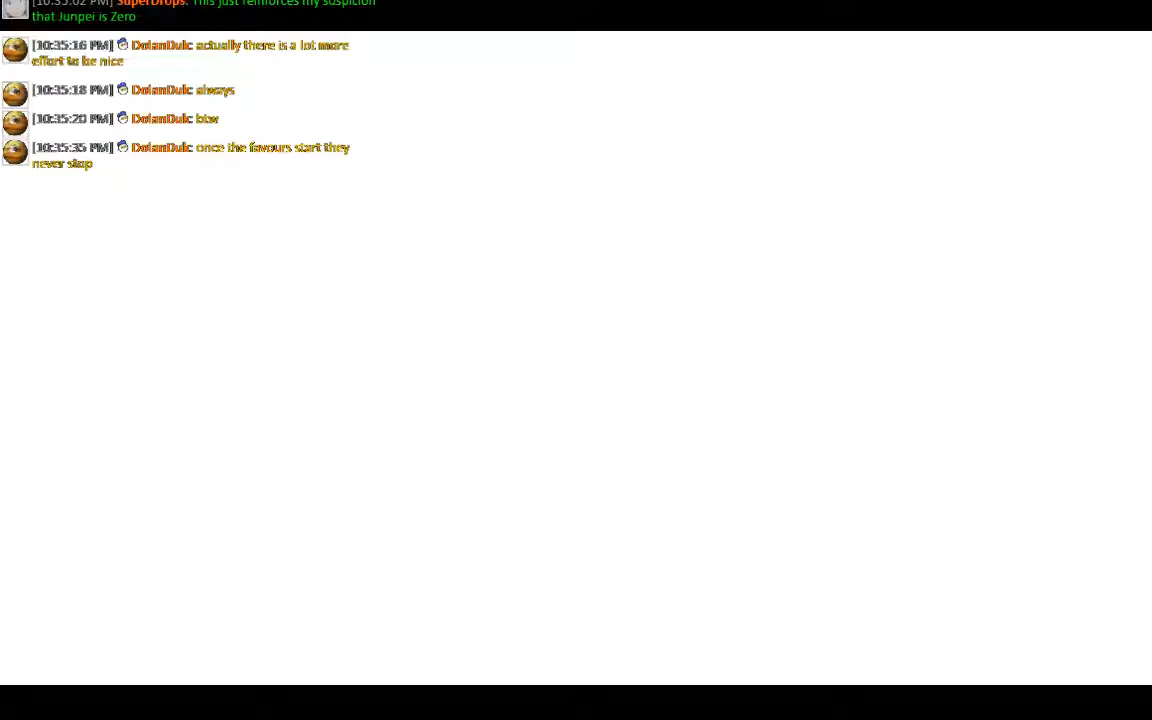 [10:35:02 PM] SuperDrops: This just reinforces my suspicion
that Junpei is Zero
[10:35:16 PM] DolanDuk: actually there is a lot more
effort to be nice
[10:35:18 PM] DolanDuk: always
[10:35:20 PM] DolanDuk: btw
[10:35:35 PM] DolanDuk: once the favours start they
never stop